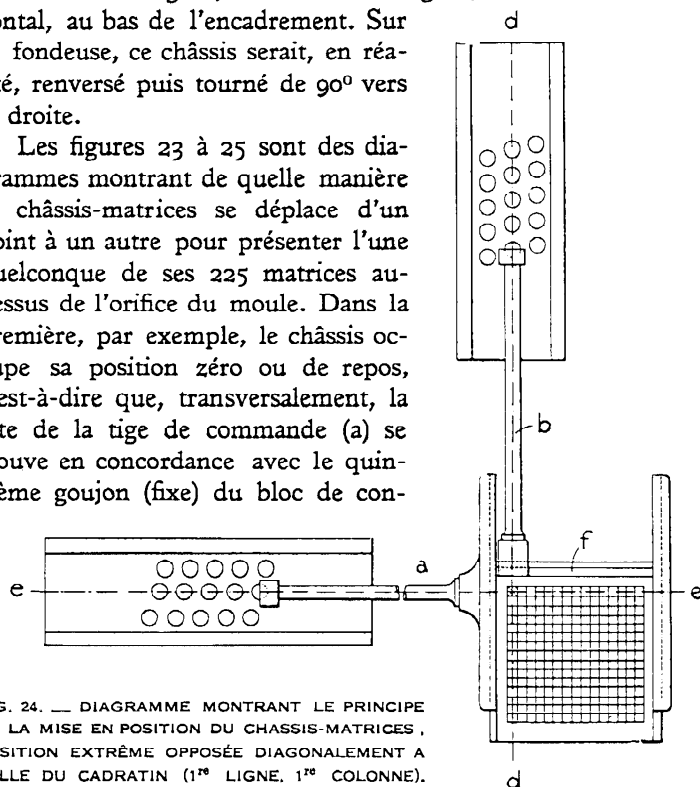 ontal, au bas de l'encadrement. Sur
fondeuse, ce châssis serait, en réa-
té, renversé puis tourné de 90° vers
droite.
Les figures 23 à 25 sont des dia-
rammes montrant de quelle manière
châssis-matrices se déplace d'un
oint à un autre pour présenter l'une
uelconque de ses 225 matrices au-
essus de l'orifice du moule. Dans la
remière, par exemple, le châssis oc-
upe sa position zéro ou de repos,
est-à-dire que, transversalement, la
te de la tige de commande (a) se
ouve en concordance avec le quin-
ème goujon (fixe) du bloc de con-
d
b
f
a
e
e
d
G. 24. — DIAGRAMME MONTRANT LE PRINCIPE
LA MISE EN POSITION DU CHASSIS-MATRICES,
SITION EXTRÊME OPPOSÉE DIAGONALEMENT A
LLE DU CADRATIN (1re LIGNE. 1re COLONNE).